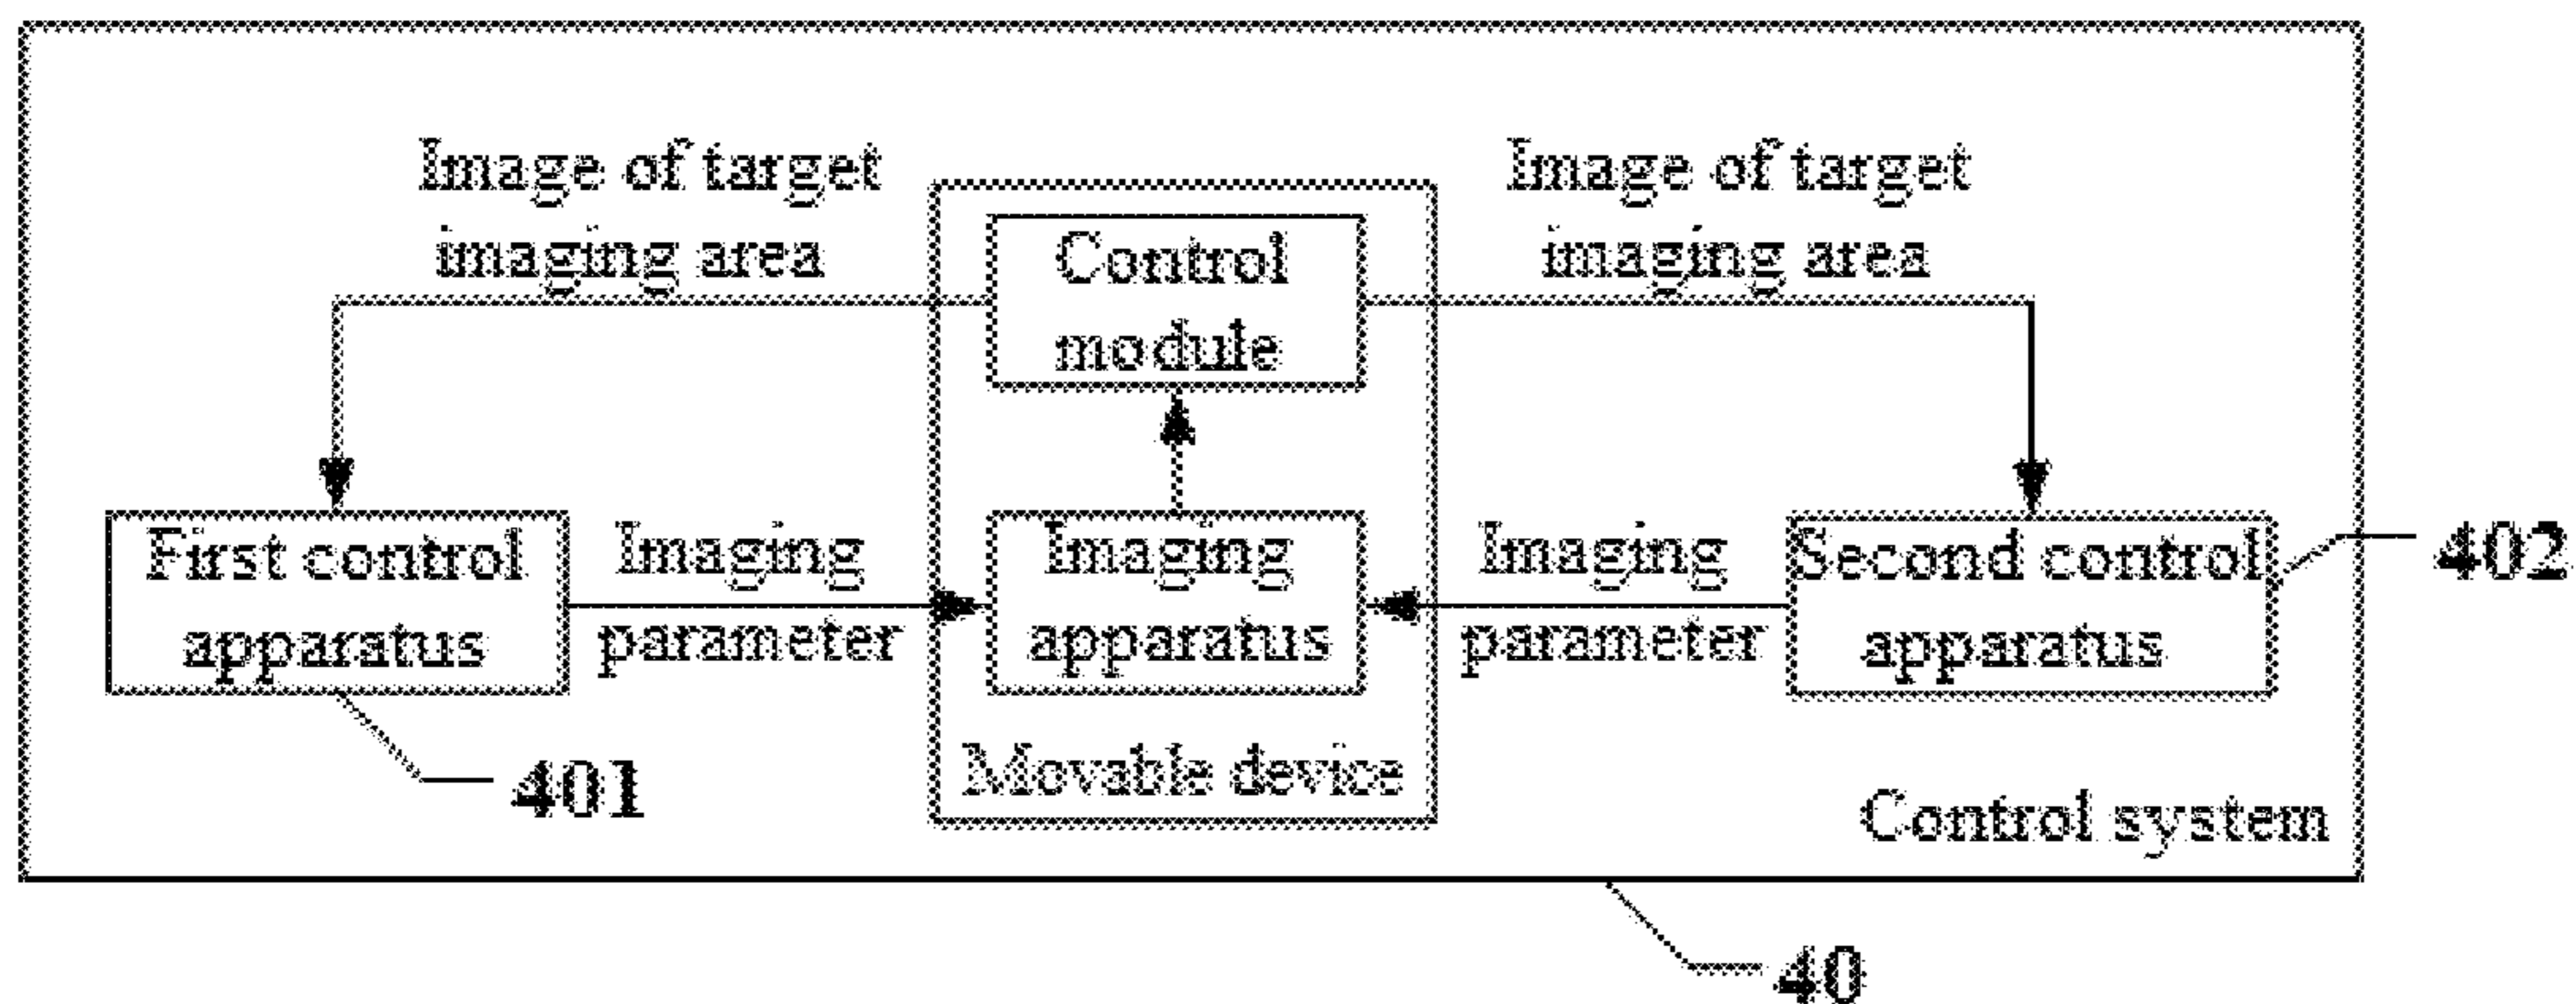 Image of target
imaging area
Image of target
imaging area
Control
module
First control
apparatus
Imaging
parameter
Imaging
apparatus
Imaging
parameter
Second control
apparatus
402
401
Movable device
Control system
40